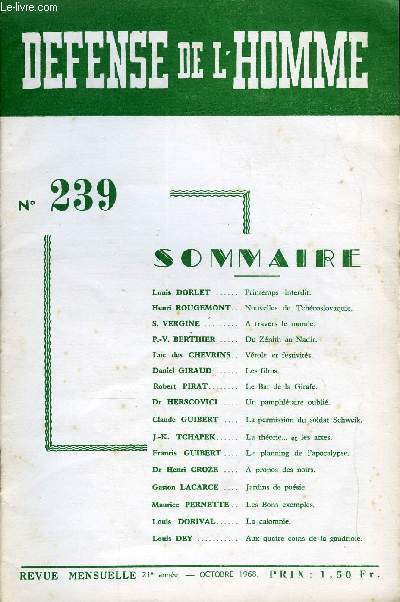 www.Le-Livre.com
DEFENSE DE L'HOMME
N° 239
SOMMAIRE
Louis DORLET ...... Printemps interdit.
Henri ROUGEMONT .. Nouvelles de Tchécoslovaquie.
S. VERGINE ......... A travers le monde.
P.-V. BERTHIER ..... Du Zénith au Nadir.
Luc des CHEVRINS .. Vérole et festivités.
Daniel GIRAUD ...... Les films.
Robert PIRAT........ Le Bar de la Girafe.
Dr HERSCOVICI .... Un pamphlétaire oublié.
Claude GUIBERT .... La permission du soldat Schweik.
J.-K. TCHAPEK...... La théorie... et les actes.
Francis GUIBERT .... Le planning de l'apocalypse.
Dr Henri CROZE .... A propos des noirs.
Gaston LACARCE .... Jardins de poésie.
Maurice PERNETTE .. Les Bons exemples.
Louis DORIVAL..... La calomnie.
Louis DEY ........... Aux quatre coins de la gaudriole.
REVUE MENSUELLE 21e année. — OCTOBRE 1968. PRIX : 1,50 Fr.